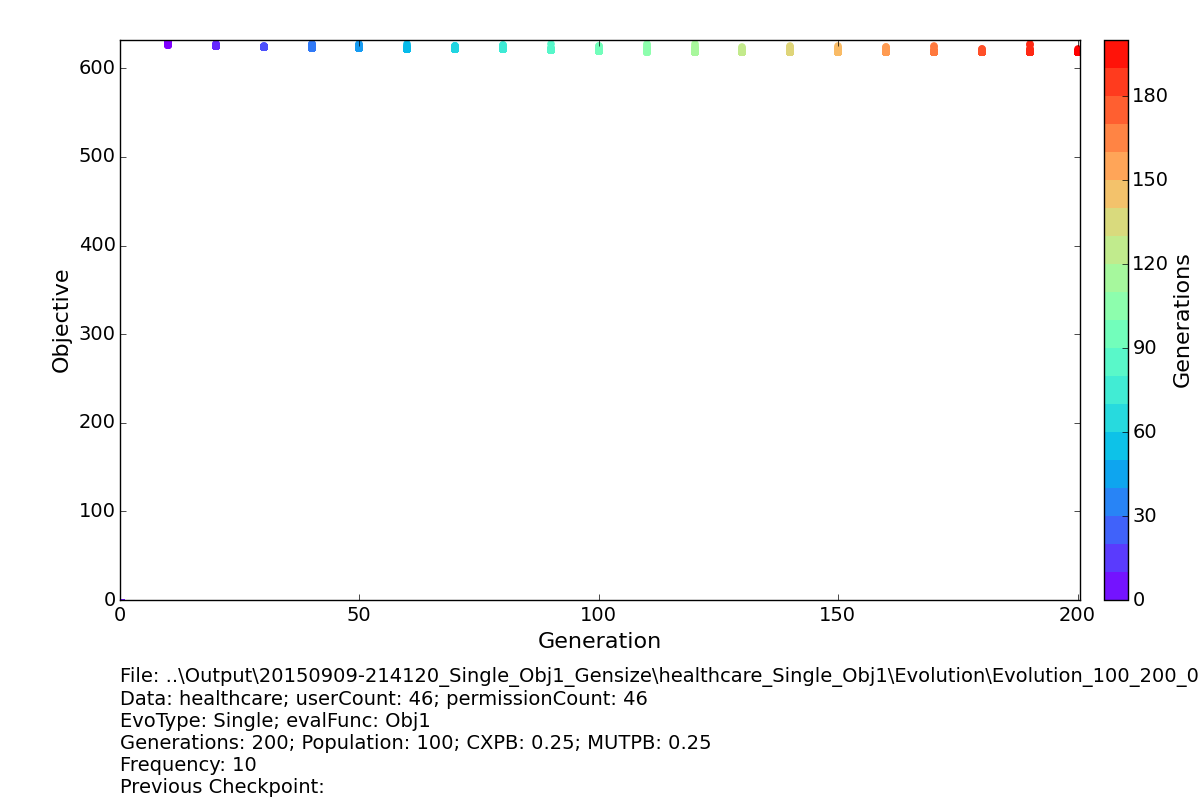 600
500
400
300
200
100
0
Objective
0 50 100 150 200
Generation
180
150
120
90
60
30
0
Generations
File: ..\Output\20150909-214120_Single_Obj1_Gensize\healthcare_Single_Obj1\Evolution\Evolution_100_200_0
Data: healthcare; userCount: 46; permissionCount: 46
EvoType: Single; evalFunc: Obj1
Generations: 200; Population: 100; CXPB: 0.25; MUTPB: 0.25
Frequency: 10
Previous Checkpoint: